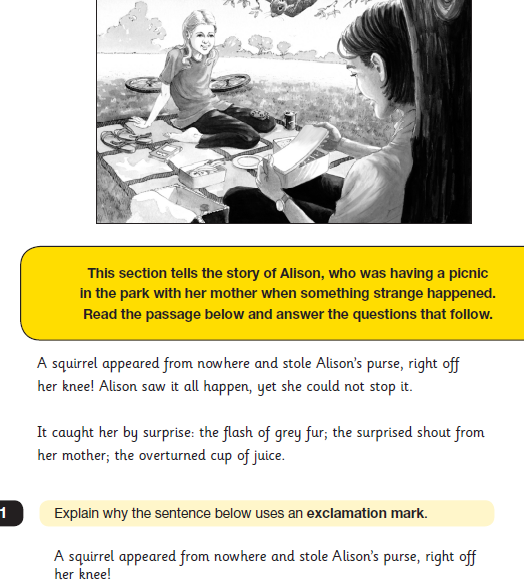 This section tells the story of Alison, who was having a picnic
in the park with her mother when something strange happened.
Read the passage below and answer the questions that follow.
A squirrel appeared from nowhere and stole Alison's purse, right off
her knee! Alison saw it all happen, yet she could not stop it.
It caught her by surprise: the flash of grey fur; the surprised shout from
her mother; the overturned cup of juice.
1 Explain why the sentence below uses an exclamation mark.
A squirrel appeared from nowhere and stole Alison's purse, right off
her knee!